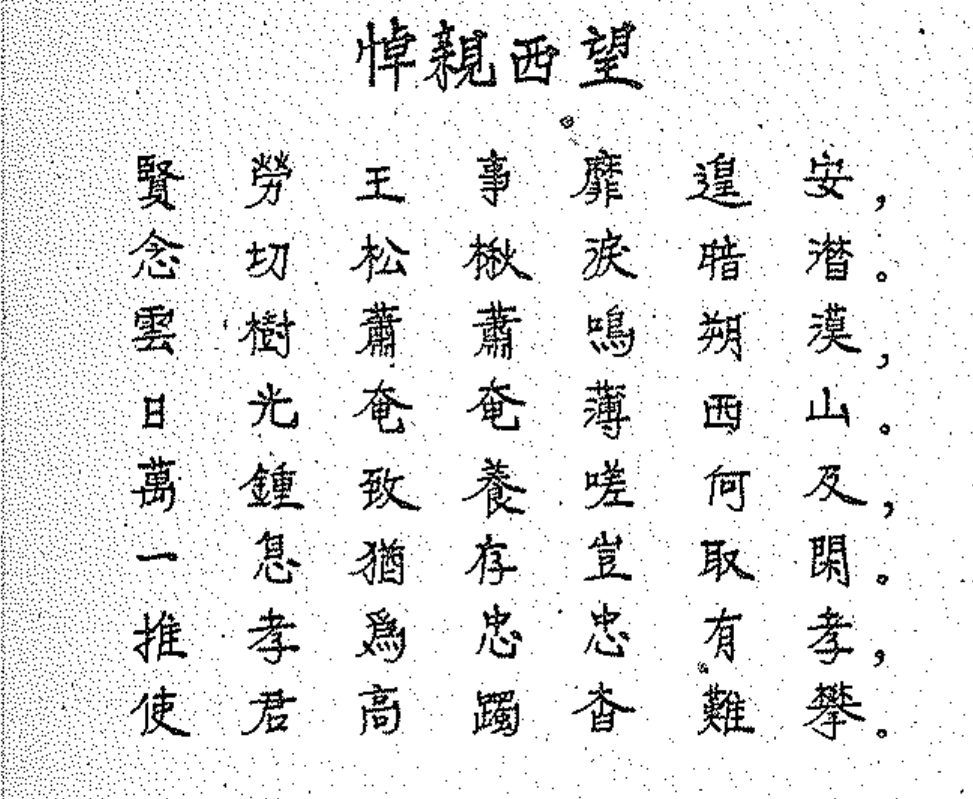 悼親西望
賢勞王事靡遑安，
念切松楸淚暗潜。
雲樹蕭蕭鳴朔漠，
日光奄奄薄西山。
萬鍾致養嗟何及，
一息猶存豈取閑。
推孝爲忠忠有孝，
使君高躅杳難攀。